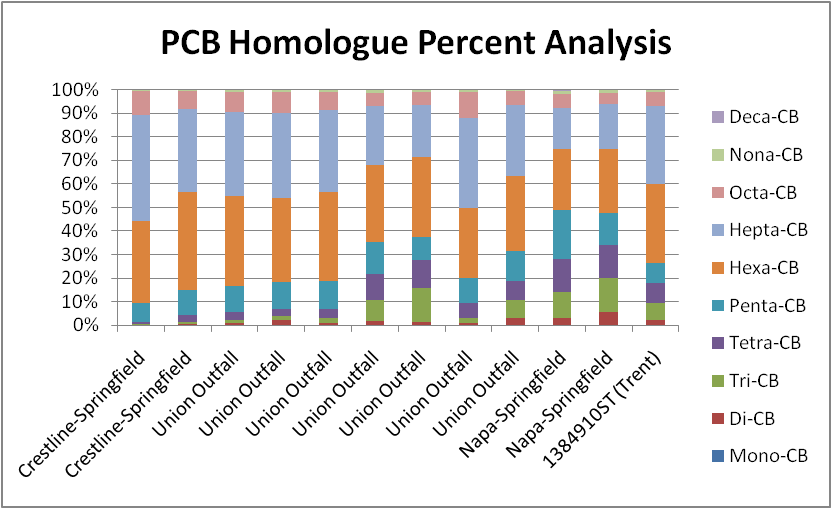 PCB Homologue Percent Analysis
100%
90%
80%
70%
60%
50%
40%
30%
20%
10%
0%
Crestline-Springfield
Crestline-Springfield
Union Outfall
Union Outfall
Union Outfall
Union Outfall
Union Outfall
Union Outfall
Union Outfall
Napa-Springfield
Napa-Springfield
1384910ST (Trent)
Deca-CB
Nona-CB
Octa-CB
Hepta-CB
Hexa-CB
Penta-CB
Tetra-CB
Tri-CB
Di-CB
Mono-CB